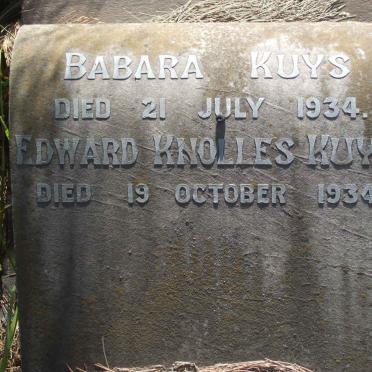 BABARA KUYS
DIED 21 JULY 1934.
EDWARD KNOLLES KUY
DIED 19 OCTOBER 1934